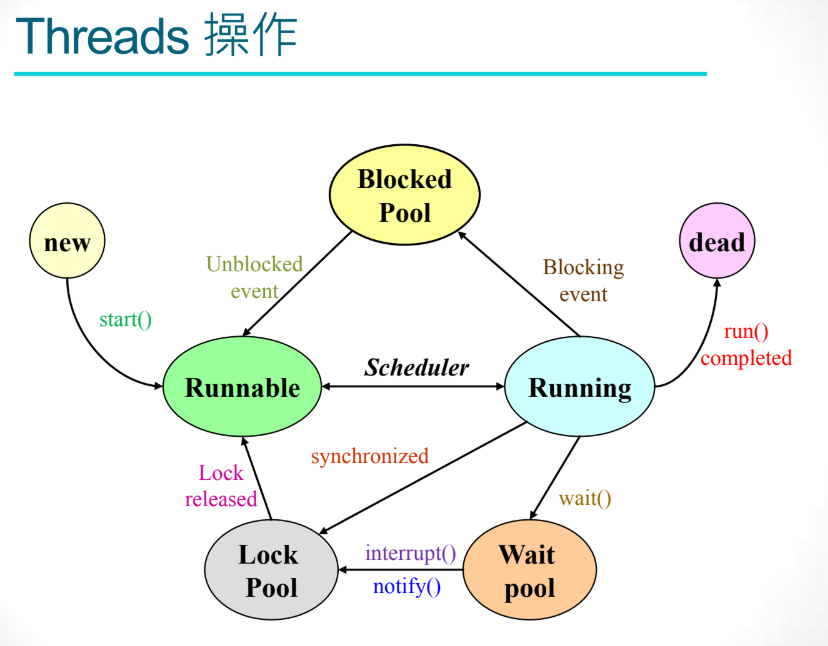 Threads 操作
Blocked
Pool
new
dead
Unblocked
event
Blocking
event
start()
run()
completed
Scheduler
Runnable
Running
synchronized
Lock
released
wait()
Lock
Pool
interrupt()
notify()
Wait
pool